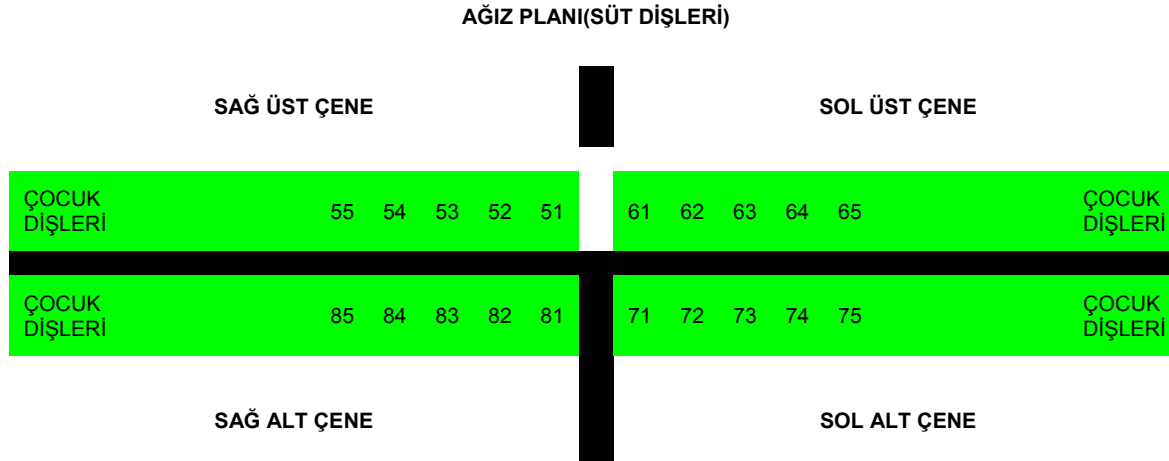 AĞIZ PLANI(SÜT DİŞLERİ)
SAĞ ÜST ÇENE SOL ÜST ÇENE
ÇOCUK DİŞLERİ 55 54 53 52 51 61 62 63 64 65 ÇOCUK DİŞLERİ
ÇOCUK DİŞLERİ 85 84 83 82 81 71 72 73 74 75 ÇOCUK DİŞLERİ
SAĞ ALT ÇENE SOL ALT ÇENE